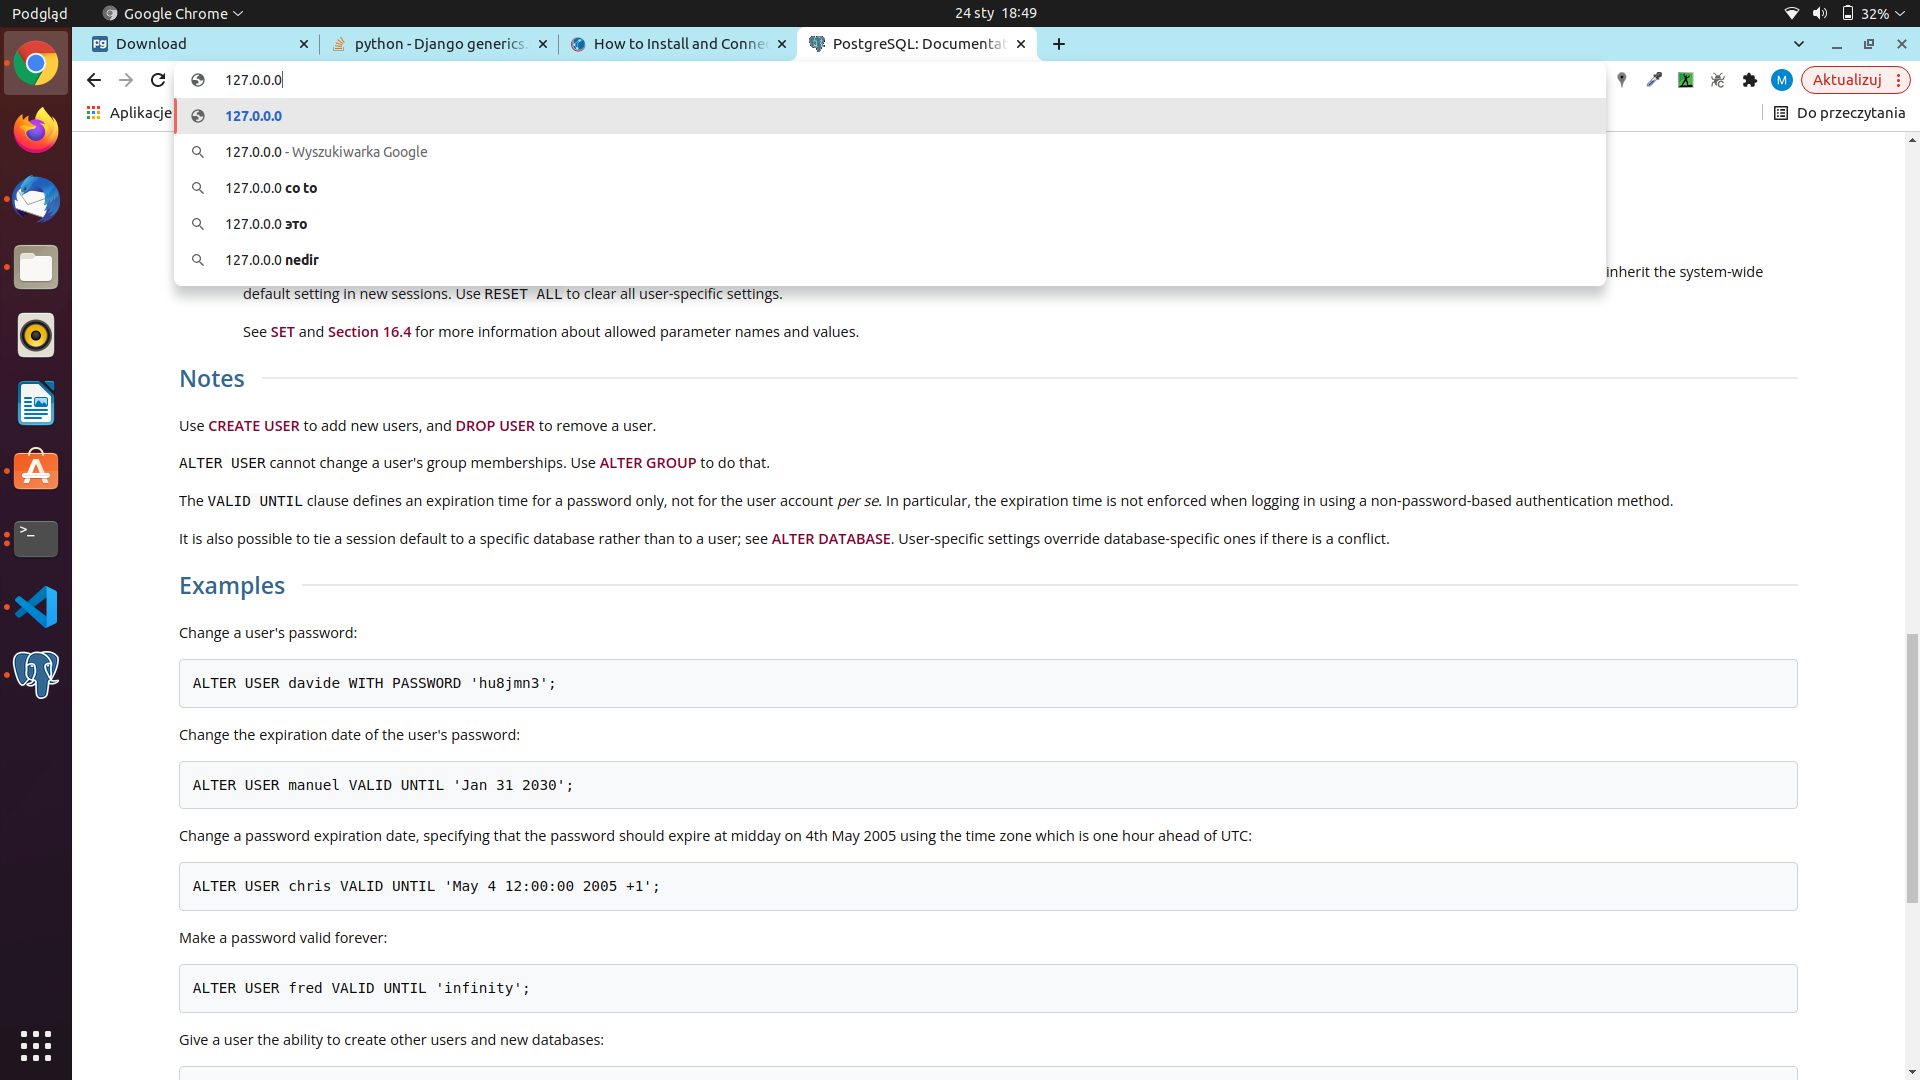 Podgląd
Google Chrome
24 sty 18:49
32%
Download
python - Django generics.
How to Install and Conne
PostgreSQL: Documentat
127.0.0.0
M
Aktualizuj
Aplikacje
Do przeczytania
127.0.0.0
127.0.0.0 - Wyszukiwarka Google
127.0.0.0 co to
127.0.0.0 это
127.0.0.0 nedir
inherit the system-wide
default setting in new sessions. Use RESET ALL to clear all user-specific settings.
See SET and Section 16.4 for more information about allowed parameter names and values.
Notes
Use CREATE USER to add new users, and DROP USER to remove a user.
ALTER USER cannot change a user's group memberships. Use ALTER GROUP to do that.
The VALID UNTIL clause defines an expiration time for a password only, not for the user account per se. In particular, the expiration time is not enforced when logging in using a non-password-based authentication method.
It is also possible to tie a session default to a specific database rather than to a user; see ALTER DATABASE. User-specific settings override database-specific ones if there is a conflict.
Examples
Change a user's password:
ALTER USER davide WITH PASSWORD 'hu8jmn3';
Change the expiration date of the user's password:
ALTER USER manuel VALID UNTIL 'Jan 31 2030';
Change a password expiration date, specifying that the password should expire at midday on 4th May 2005 using the time zone which is one hour ahead of UTC:
ALTER USER chris VALID UNTIL 'May 4 12:00:00 2005 +1';
Make a password valid forever:
ALTER USER fred VALID UNTIL 'infinity';
Give a user the ability to create other users and new databases: